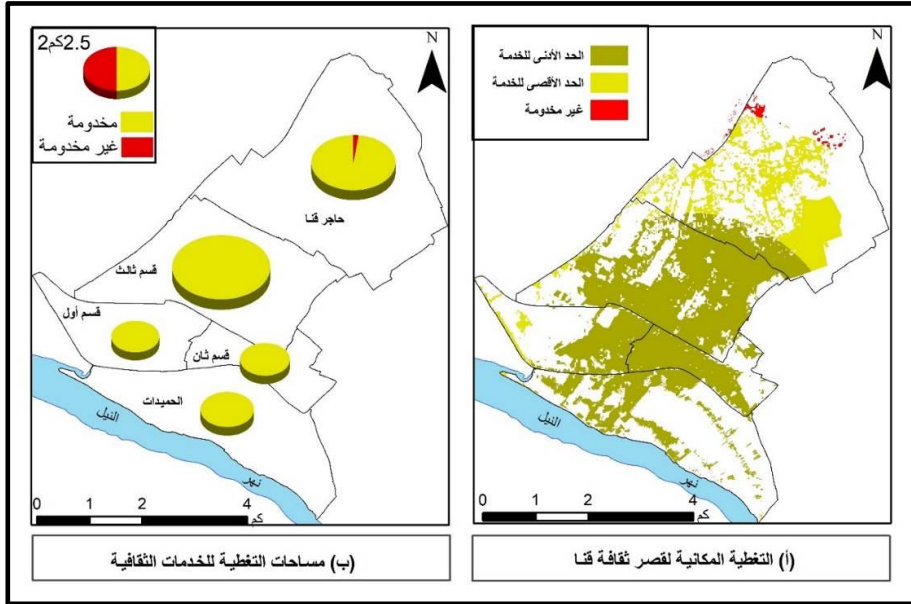 N
الحد الأدنى للخدمة
الحد الأقصى للخدمة
غير مخدومة
0 1 2 4
كم
(أ) التغطية المكانية لقصر ثقافة قنا
N
2.5كم2
مخدومة
غير مخدومة
حاجر قنا
قسم ثالث
قسم أول
قسم ثان
الحميدات
نهر
النيل
0 1 2 4
كم
(ب) مساحات التغطية للخدمات الثقافية
نهر
النيل